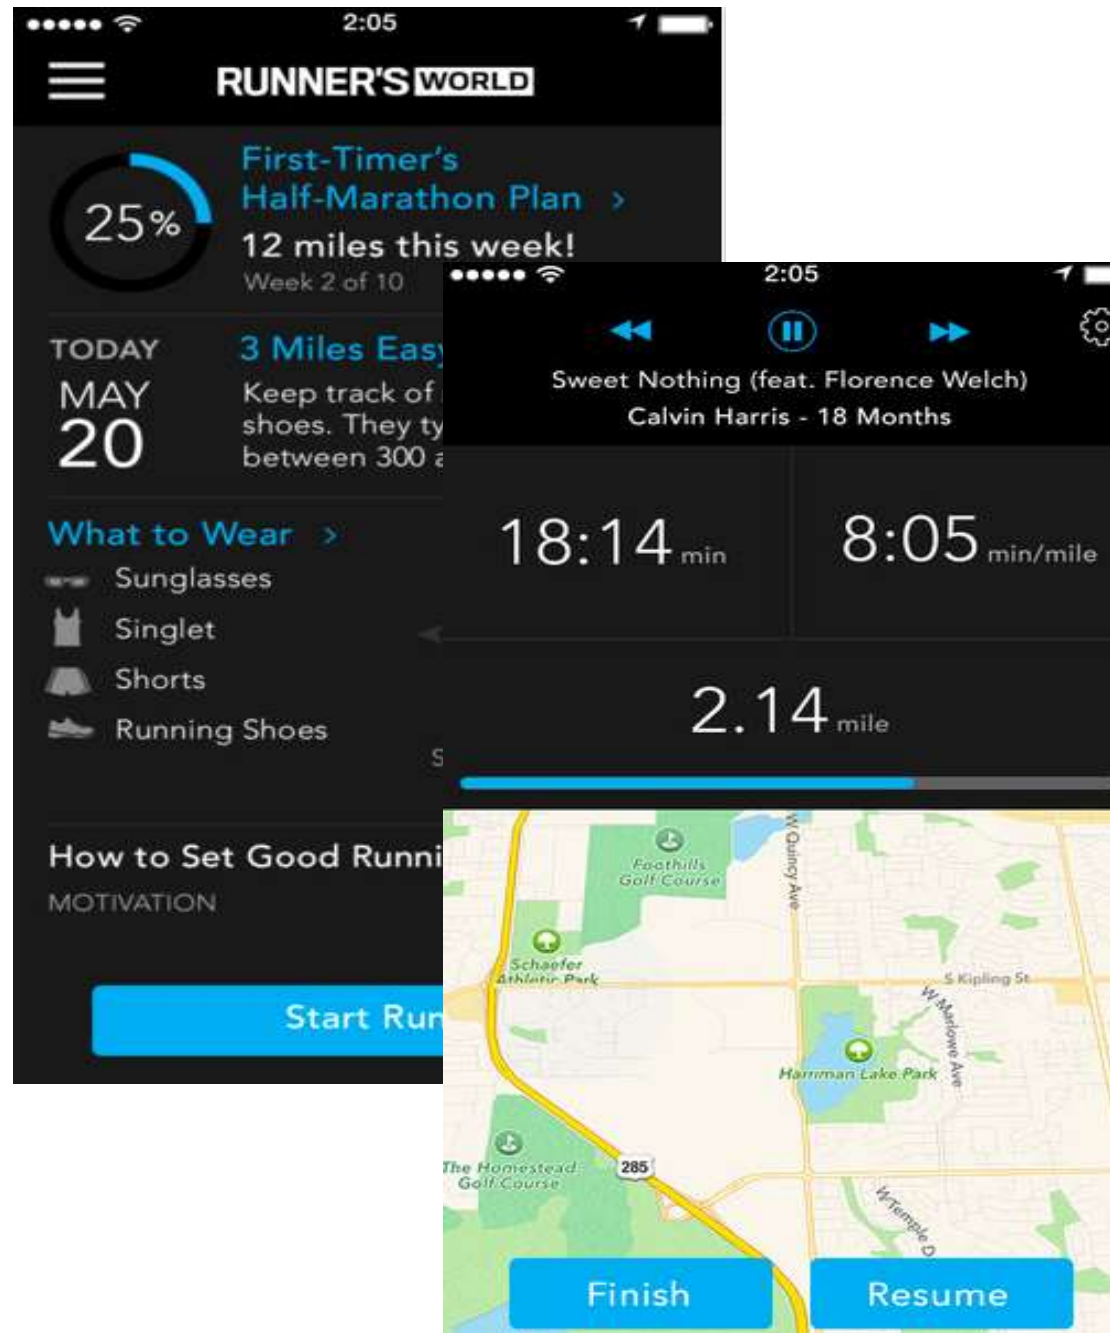 2:05
RUNNER'S WORLD
25%
First-Timer's
Half-Marathon Plan >
12 miles this week!
Week 2 of 10
TODAY
MAY
20
3 Miles Easy
Keep track of
shoes. They ty
between 300 a
What to Wear >
Sunglasses
Singlet
Shorts
Running Shoes
S
How to Set Good Runni
MOTIVATION
Start Run
2:05
Sweet Nothing (feat. Florence Welch)
Calvin Harris - 18 Months
18:14 min
8:05 min/mile
2.14 mile
W Quincy Ave
Foothills
Golf Course
Schaefer
Athletic Park
S Kipling St
W Marlowe Ave
Harriman Lake Park
The Homestead
Golf Course
285
W Temple D
Finish
Resume